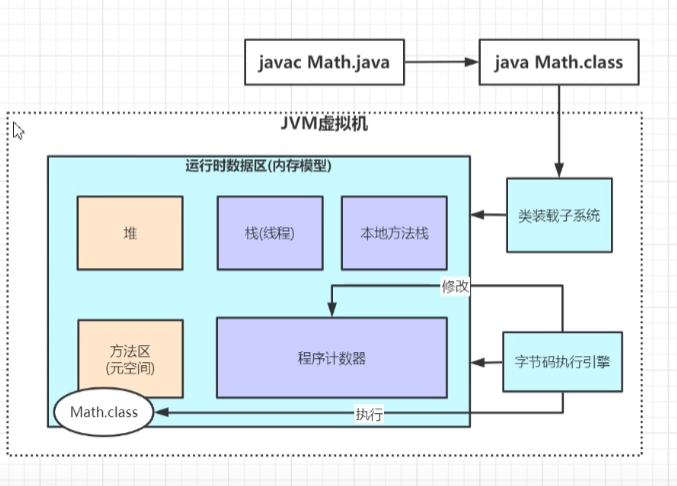 javac Math.java
java Math.class
JVM虚拟机
运行时数据区(内存模型)
堆
栈(线程)
本地方法栈
类装载子系统
修改
方法区
(元空间)
程序计数器
字节码执行引擎
Math.class
执行